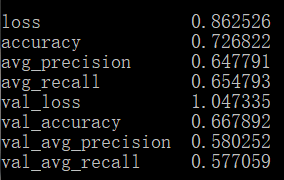 loss 0.862526
accuracy 0.726822
avg_precision 0.647791
avg_recall 0.654793
val_loss 1.047335
val_accuracy 0.667892
val_avg_precision 0.580252
val_avg_recall 0.577059